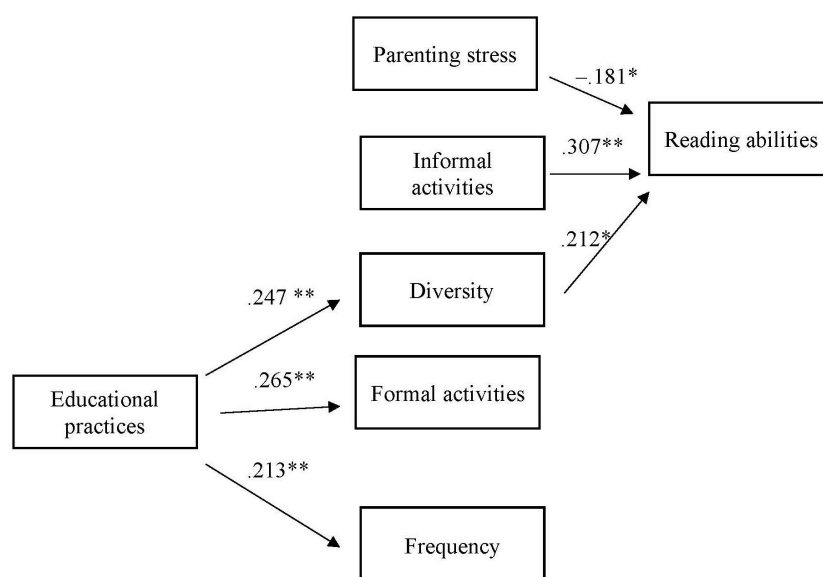 Parenting stress
–.181*
Informal
activities
.307**
Reading abilities
.212*
Diversity
.247 **
Formal activities
.265**
Educational
practices
.213**
Frequency